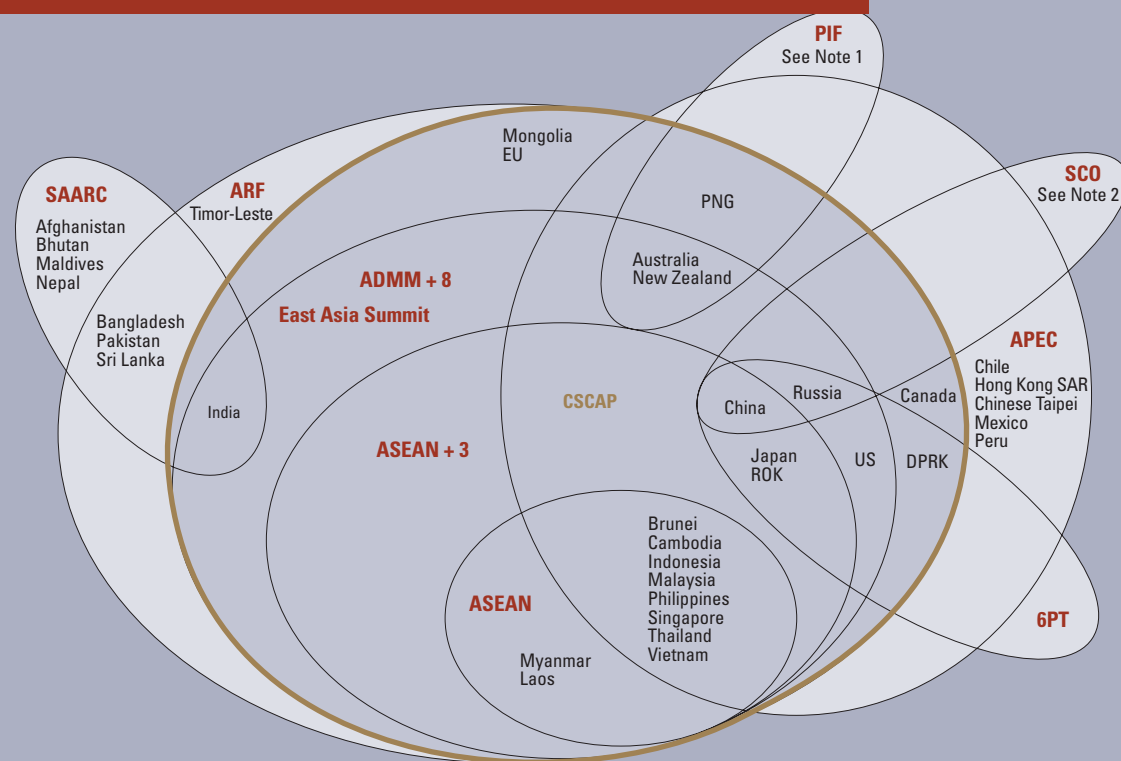 PIF
See Note 1
Mongolia
EU
SCO
See Note 2
SAARC
Afghanistan
Bhutan
Maldives
Nepal
ARF
Timor-Leste
PNG
Australia
New Zealand
ADMM + 8
East Asia Summit
Bangladesh
Pakistan
Sri Lanka
India
APEC
Chile
Hong Kong SAR
Chinese Taipei
Mexico
Peru
CSCAP
China
Russia
Canada
ASEAN + 3
Japan
ROK
US
DPRK
Brunei
Cambodia
Indonesia
Malaysia
Philippines
Singapore
Thailand
Vietnam
ASEAN
Myanmar
Laos
6PT